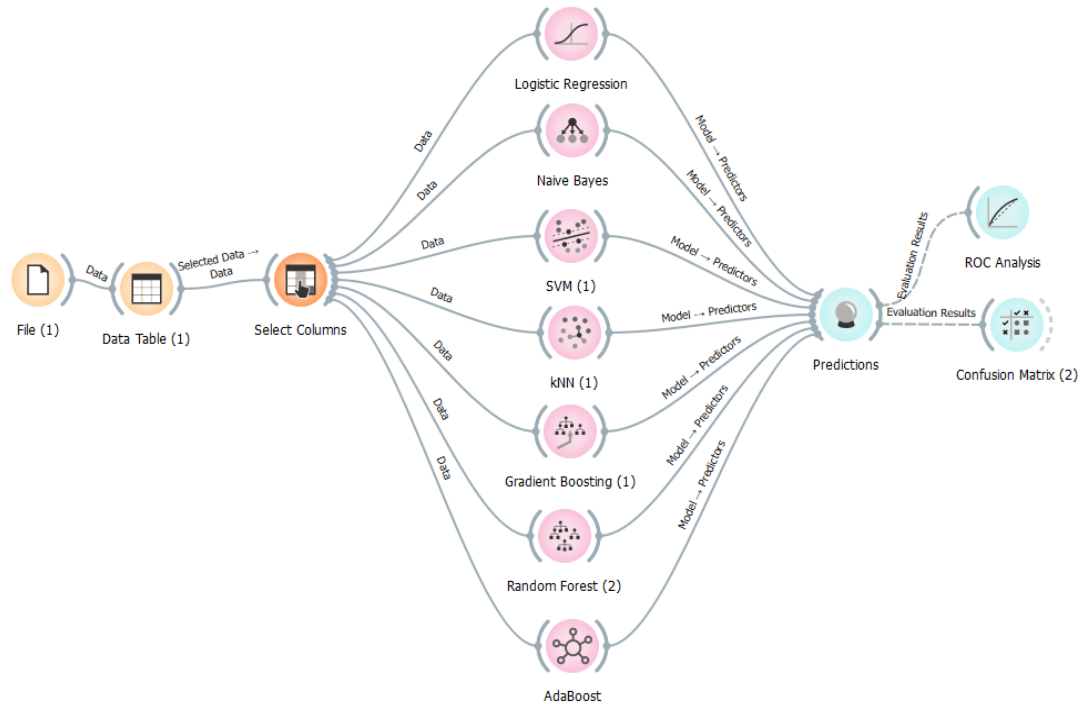 File (1)
Data
Data Table (1)
Selected Data →
Data
Select Columns
Data
Data
Data
Data
Data
Data
Data
Logistic Regression
Naive Bayes
SVM (1)
kNN (1)
Gradient Boosting (1)
Random Forest (2)
AdaBoost
Model → Predictors
Model → Predictors
Model → Predictors
Model → Predictors
Model → Predictors
Model → Predictors
Model → Predictors
Predictions
Evaluation Results
Evaluation Results
ROC Analysis
Confusion Matrix (2)